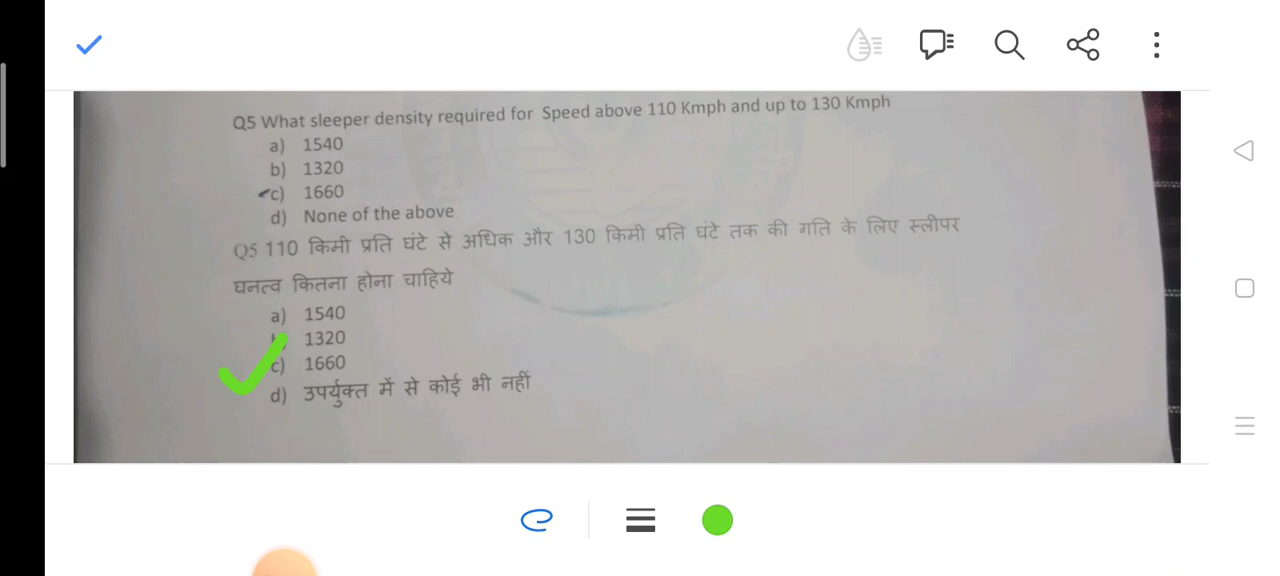 Q5 What sleeper density required for Speed above 110 Kmph and up to 130 Kmph
a) 1540
b) 1320
c) 1660
d) None of the above
Q5 110 किमी प्रति घंटे से अधिक और 130 किमी प्रति घंटे तक की गति के लिए स्लीपर
घनत्व कितना होना चाहिये
a) 1540
1320
c) 1660
d) उपर्युक्त में से कोई भी नहीं